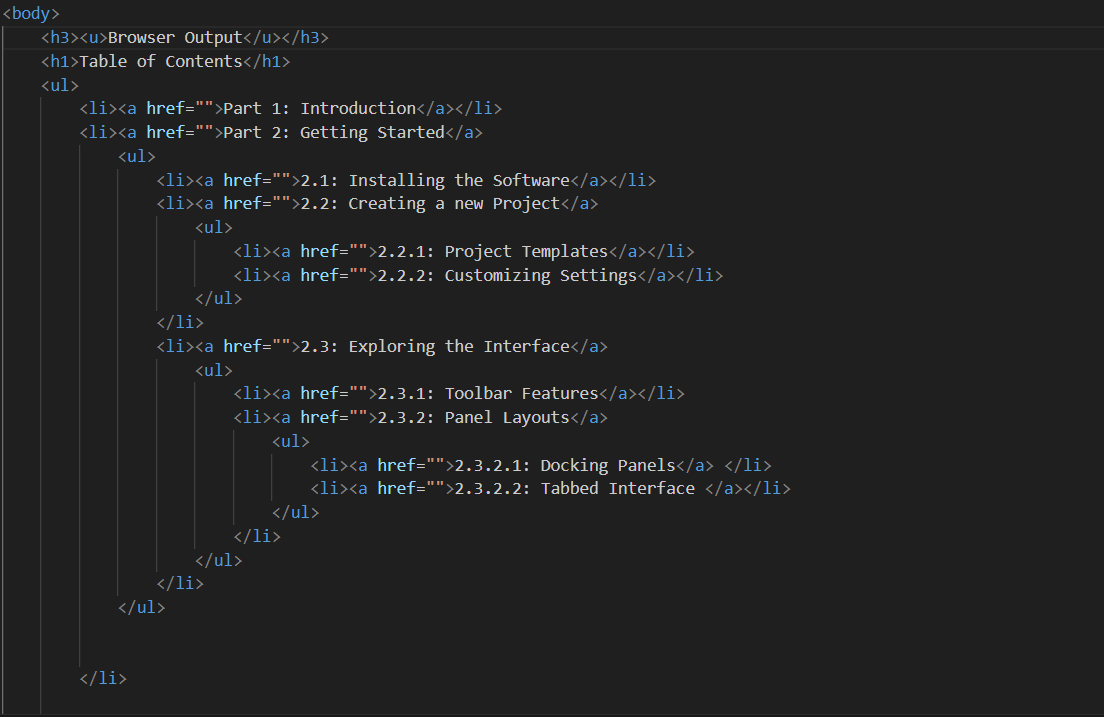 <body>
<h3><u>Browser Output</u></h3>
<h1>Table of Contents</h1>
<ul>
<li><a href="">Part 1: Introduction</a></li>
<li><a href="">Part 2: Getting Started</a>
<ul>
<li><a href="">2.1: Installing the Software</a></li>
<li><a href="">2.2: Creating a new Project</a>
<ul>
<li><a href="">2.2.1: Project Templates</a></li>
<li><a href="">2.2.2: Customizing Settings</a></li>
</ul>
</li>
<li><a href="">2.3: Exploring the Interface</a>
<ul>
<li><a href="">2.3.1: Toolbar Features</a></li>
<li><a href="">2.3.2: Panel Layouts</a>
<ul>
<li><a href="">2.3.2.1: Docking Panels</a> </li>
<li><a href="">2.3.2.2: Tabbed Interface </a></li>
</ul>
</li>
</ul>
</li>
</ul>
</li>